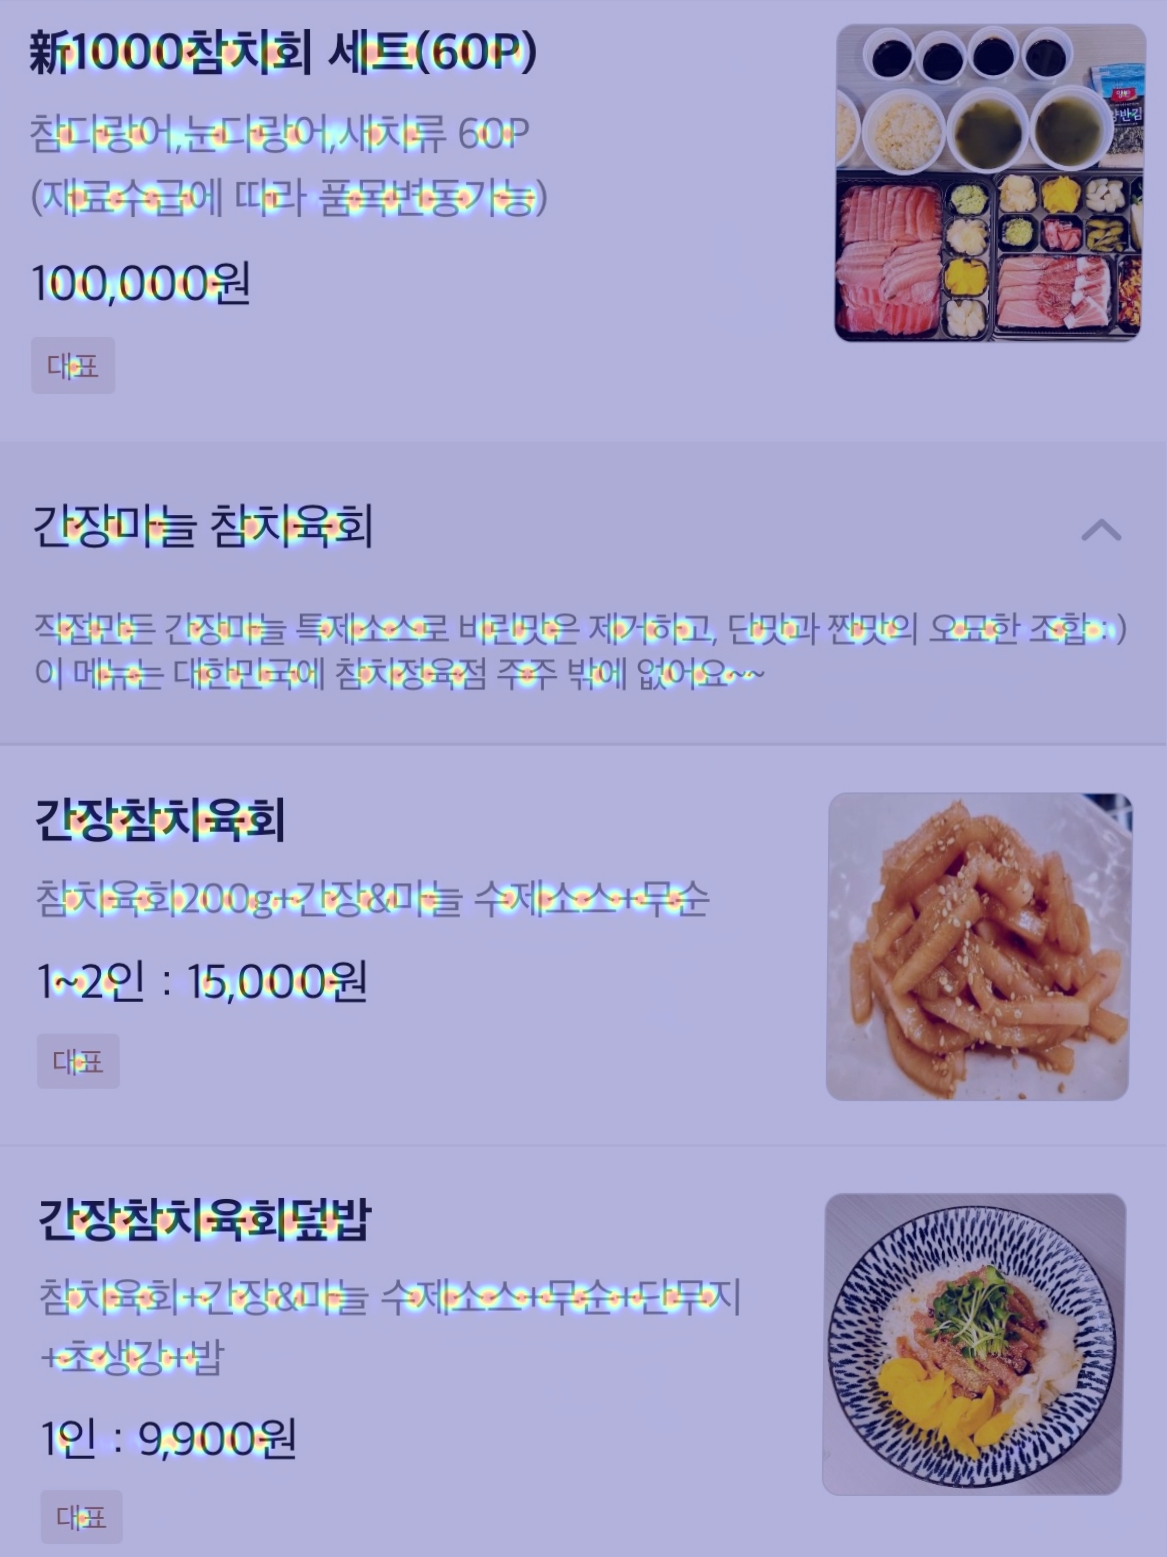 新1000참치회 세트(60P)
참다랑어,눈다랑어,새치류 60P
(재료수급에 따라 품목변동가능)
100,000원
대표
간장마늘 참치육회
직접만든 간장마늘 특제소스로 비린맛은 제거하고, 단맛과 짠맛의 오묘한 조합 : )
이 메뉴는 대한민국에 참치정육점 주주 밖에 없어요~~
간장참치육회
참치육회200g+간장&마늘 수제소스+무순
1~2인 : 15,000원
대표
간장참치육회덮밥
참치육회+간장&마늘 수제소스+무순+단무지
+초생강+밥
1인 : 9,900원
대표